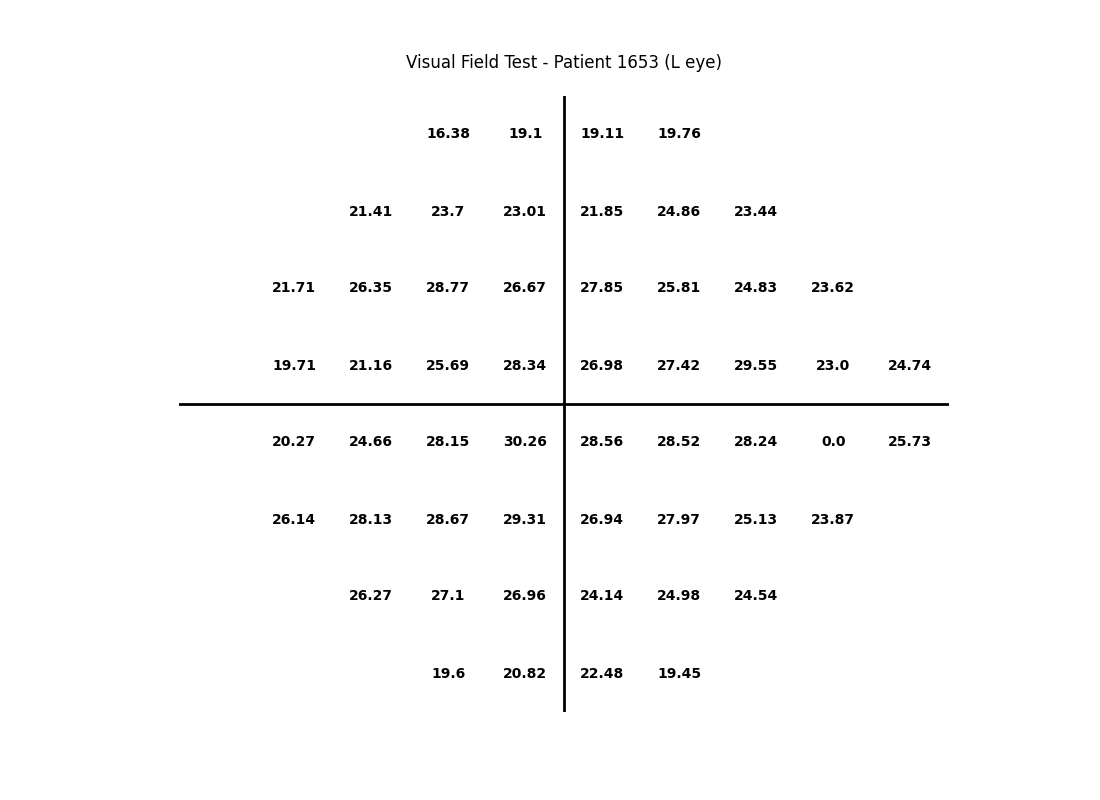 Visual Field Test - Patient 1653 (L eye)
16.38 19.1 19.11 19.76
21.41 23.7 23.01 21.85 24.86 23.44
21.71 26.35 28.77 26.67 27.85 25.81 24.83 23.62
19.71 21.16 25.69 28.34 26.98 27.42 29.55 23.0 24.74
20.27 24.66 28.15 30.26 28.56 28.52 28.24 0.0 25.73
26.14 28.13 28.67 29.31 26.94 27.97 25.13 23.87
26.27 27.1 26.96 24.14 24.98 24.54
19.6 20.82 22.48 19.45